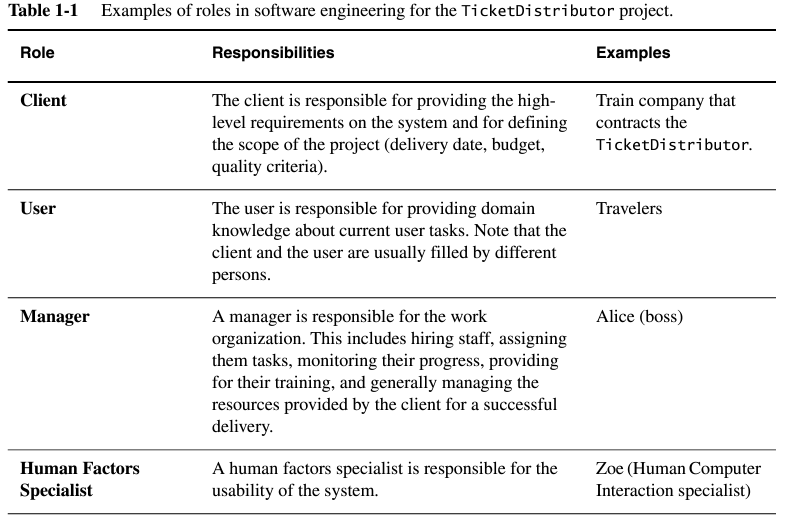 Table 1-1 Examples of roles in software engineering for the TicketDistributor project.
Role Responsibilities Examples
Client The client is responsible for providing the high- Train company that
level requirements on the system and for defining contracts the
the scope of the project (delivery date, budget, TicketDistributor.
quality criteria).
User The user is responsible for providing domain Travelers
knowledge about current user tasks. Note that the
client and the user are usually filled by different
persons.
Manager A manager is responsible for the work Alice (boss)
organization. This includes hiring staff, assigning
them tasks, monitoring their progress, providing
for their training, and generally managing the
resources provided by the client for a successful
delivery.
Human Factors A human factors specialist is responsible for the Zoe (Human Computer
Specialist usability of the system. Interaction specialist)